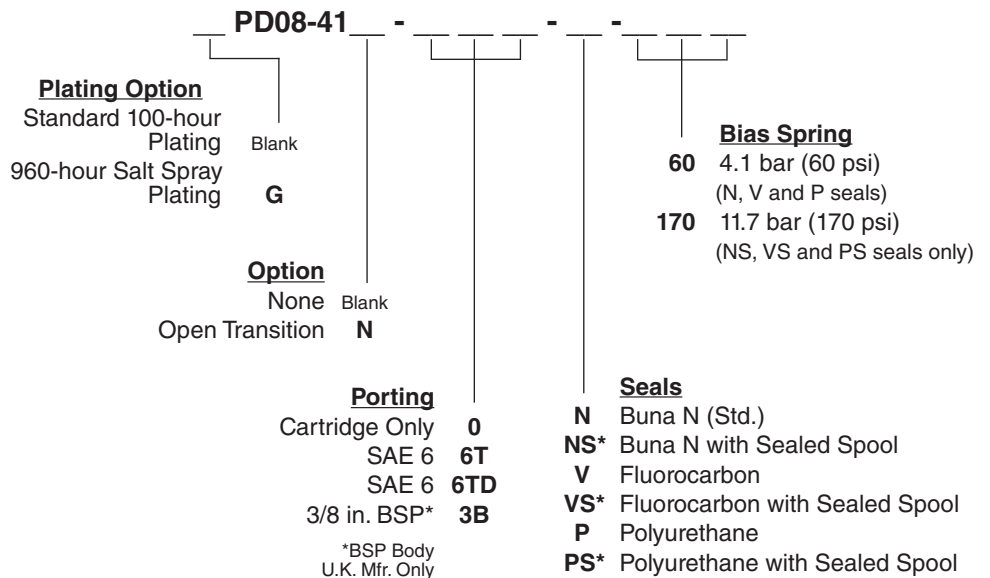 __ PD08-41__ - __ __ __ - __ -__ __ __
Plating Option
Standard 100-hour
Plating Blank
960-hour Salt Spray
Plating G
Option
None Blank
Open Transition N
Porting
Cartridge Only 0
SAE 6 6T
SAE 6 6TD
3/8 in. BSP* 3B
*BSP Body
U.K. Mfr. Only
Seals
N Buna N (Std.)
NS* Buna N with Sealed Spool
V Fluorocarbon
VS* Fluorocarbon with Sealed Spool
P Polyurethane
PS* Polyurethane with Sealed Spool
Bias Spring
60 4.1 bar (60 psi)
(N, V and P seals)
170 11.7 bar (170 psi)
(NS, VS and PS seals only)